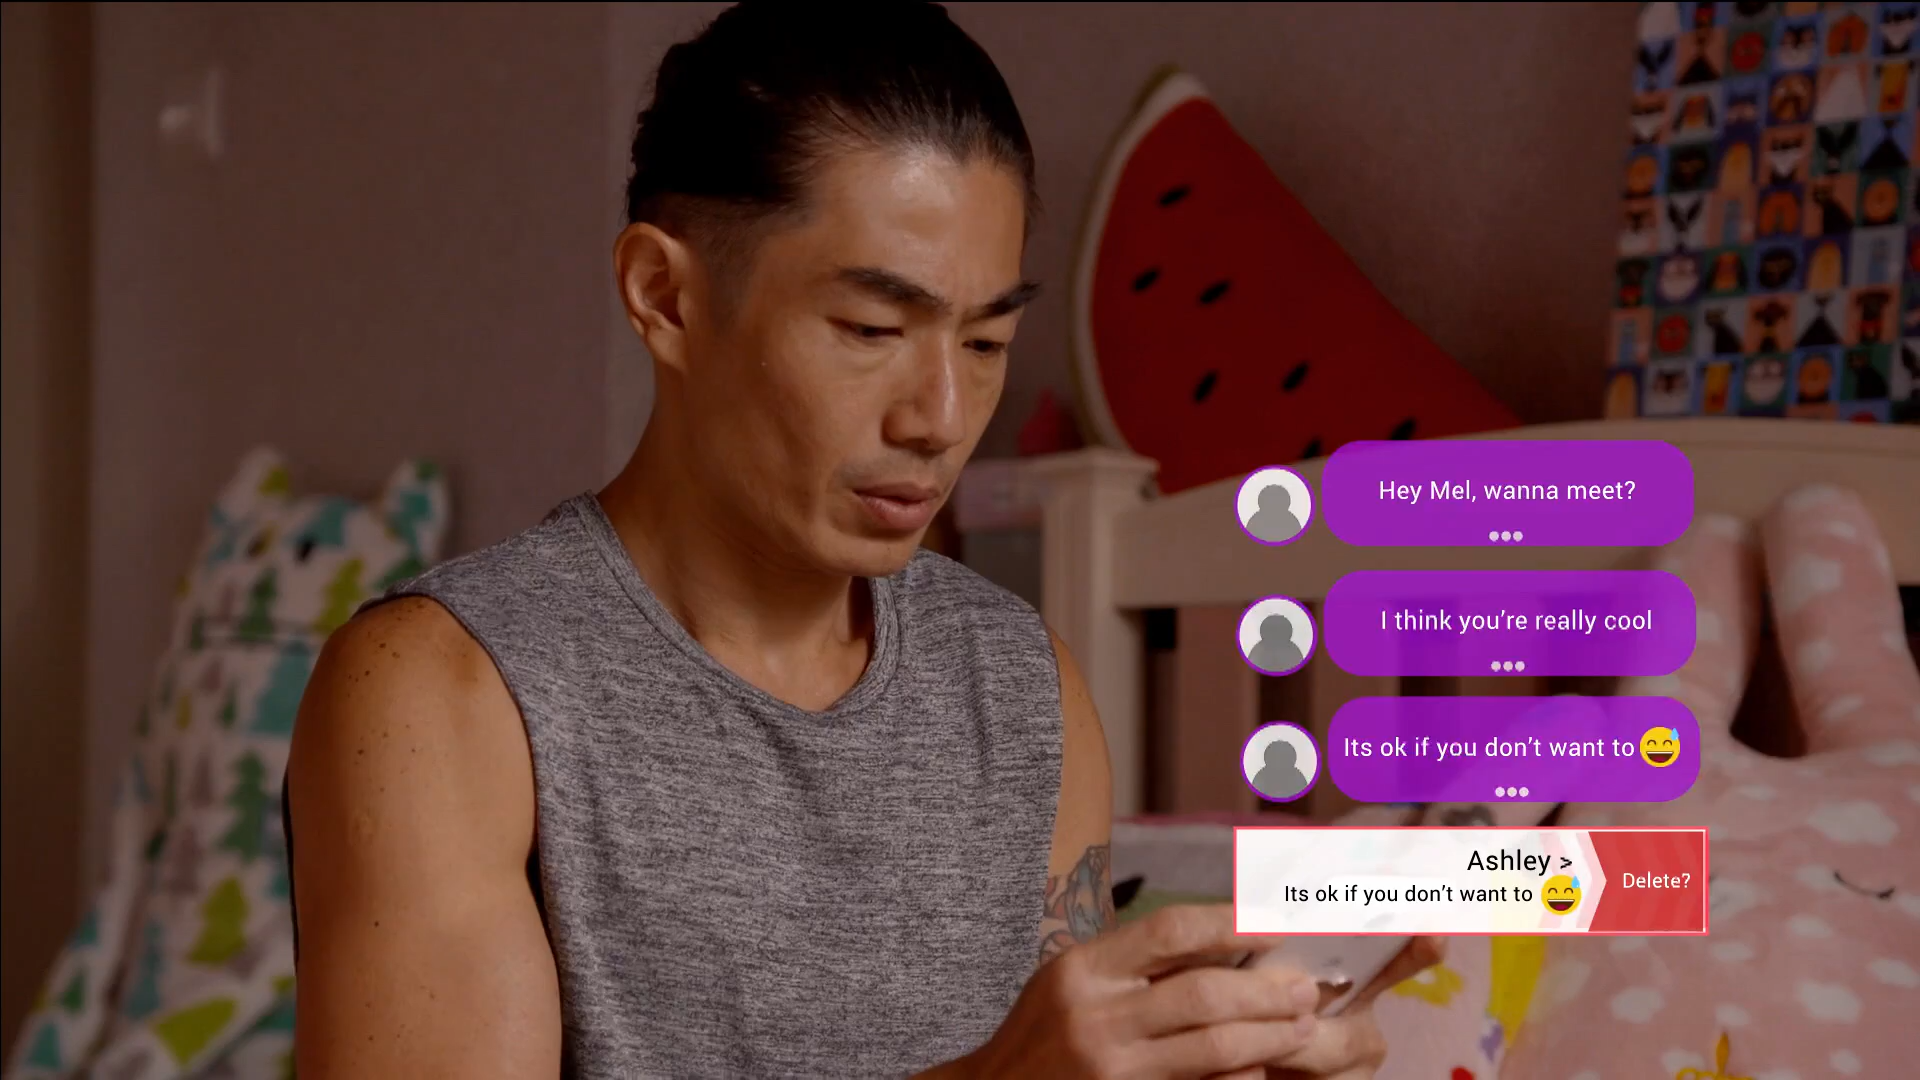 Hey Mel, wanna meet?
I think you’re really cool
Its ok if you don’t want to😅
Ashley >
Its ok if you don’t want to 😅
Delete?